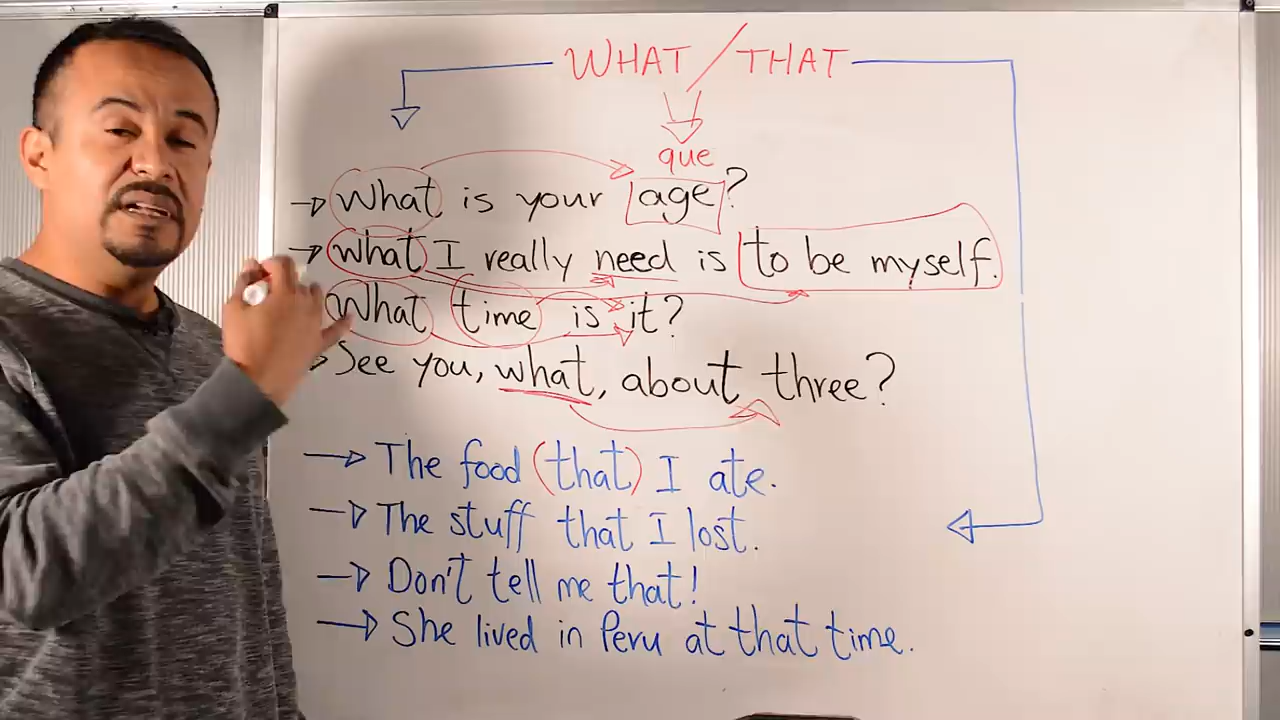 WHAT / THAT
que
What is your age?
what I really need is to be myself.
What time is it?
See you, what, about three?
The food (that) I ate.
The stuff that I lost.
Don't tell me that!
She lived in Peru at that time.